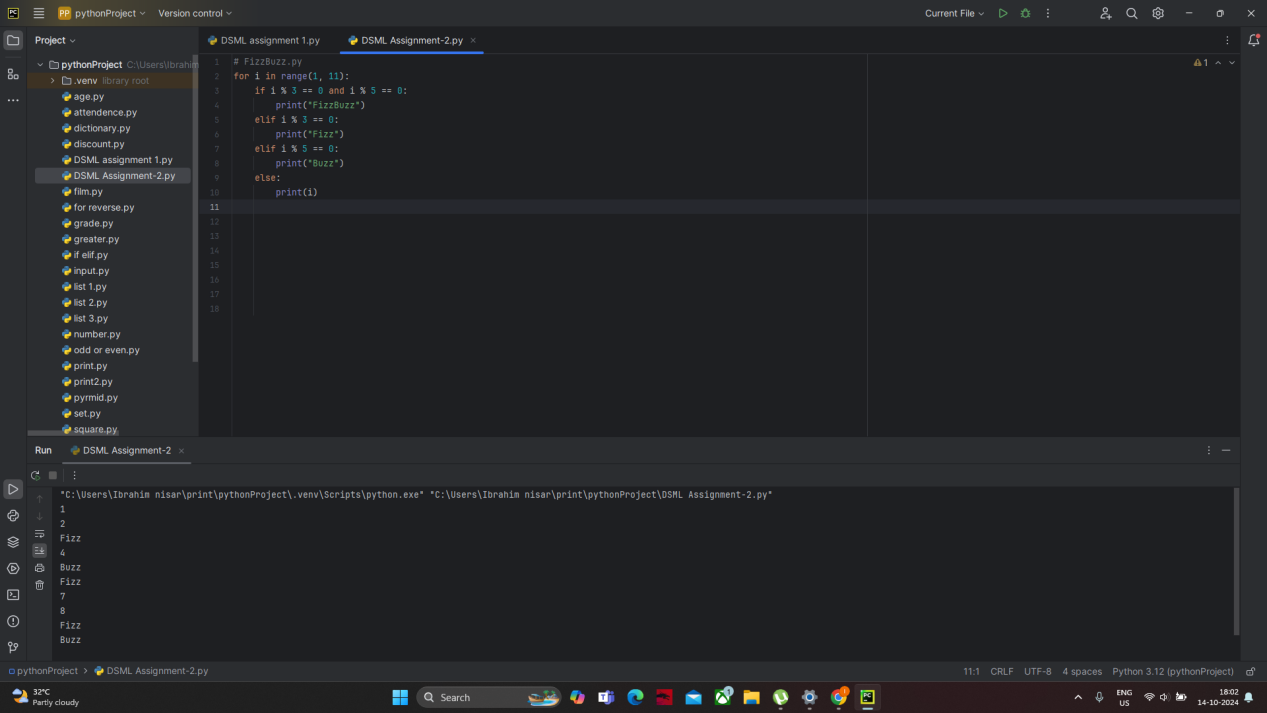 PC
PP pythonProject
Version control
Current File
Project
DSML assignment 1.py
DSML Assignment-2.py
pythonProject C:\Users\Ibrahim
.venv library root
age.py
attendence.py
dictionary.py
discount.py
DSML assignment 1.py
DSML Assignment-2.py
film.py
for reverse.py
grade.py
greater.py
if elif.py
input.py
list 1.py
list 2.py
list 3.py
number.py
odd or even.py
print.py
print2.py
pyrmid.py
set.py
square.py
1 # FizzBuzz.py
2 for i in range(1, 11):
3 if i % 3 == 0 and i % 5 == 0:
4 print("FizzBuzz")
5 elif i % 3 == 0:
6 print("Fizz")
7 elif i % 5 == 0:
8 print("Buzz")
9 else:
10 print(i)
11
12
13
14
15
16
17
18
1
Run
DSML Assignment-2
"C:\Users\Ibrahim nisar\print\pythonProject\.venv\Scripts\python.exe" "C:\Users\Ibrahim nisar\print\pythonProject\DSML Assignment-2.py"
1
2
Fizz
4
Buzz
Fizz
7
8
Fizz
Buzz
pythonProject > DSML Assignment-2.py
11:1 CRLF UTF-8 4 spaces Python 3.12 (pythonProject)
32°C
Partly cloudy
Search
1
1
PC
ENG
US
18:02
14-10-2024